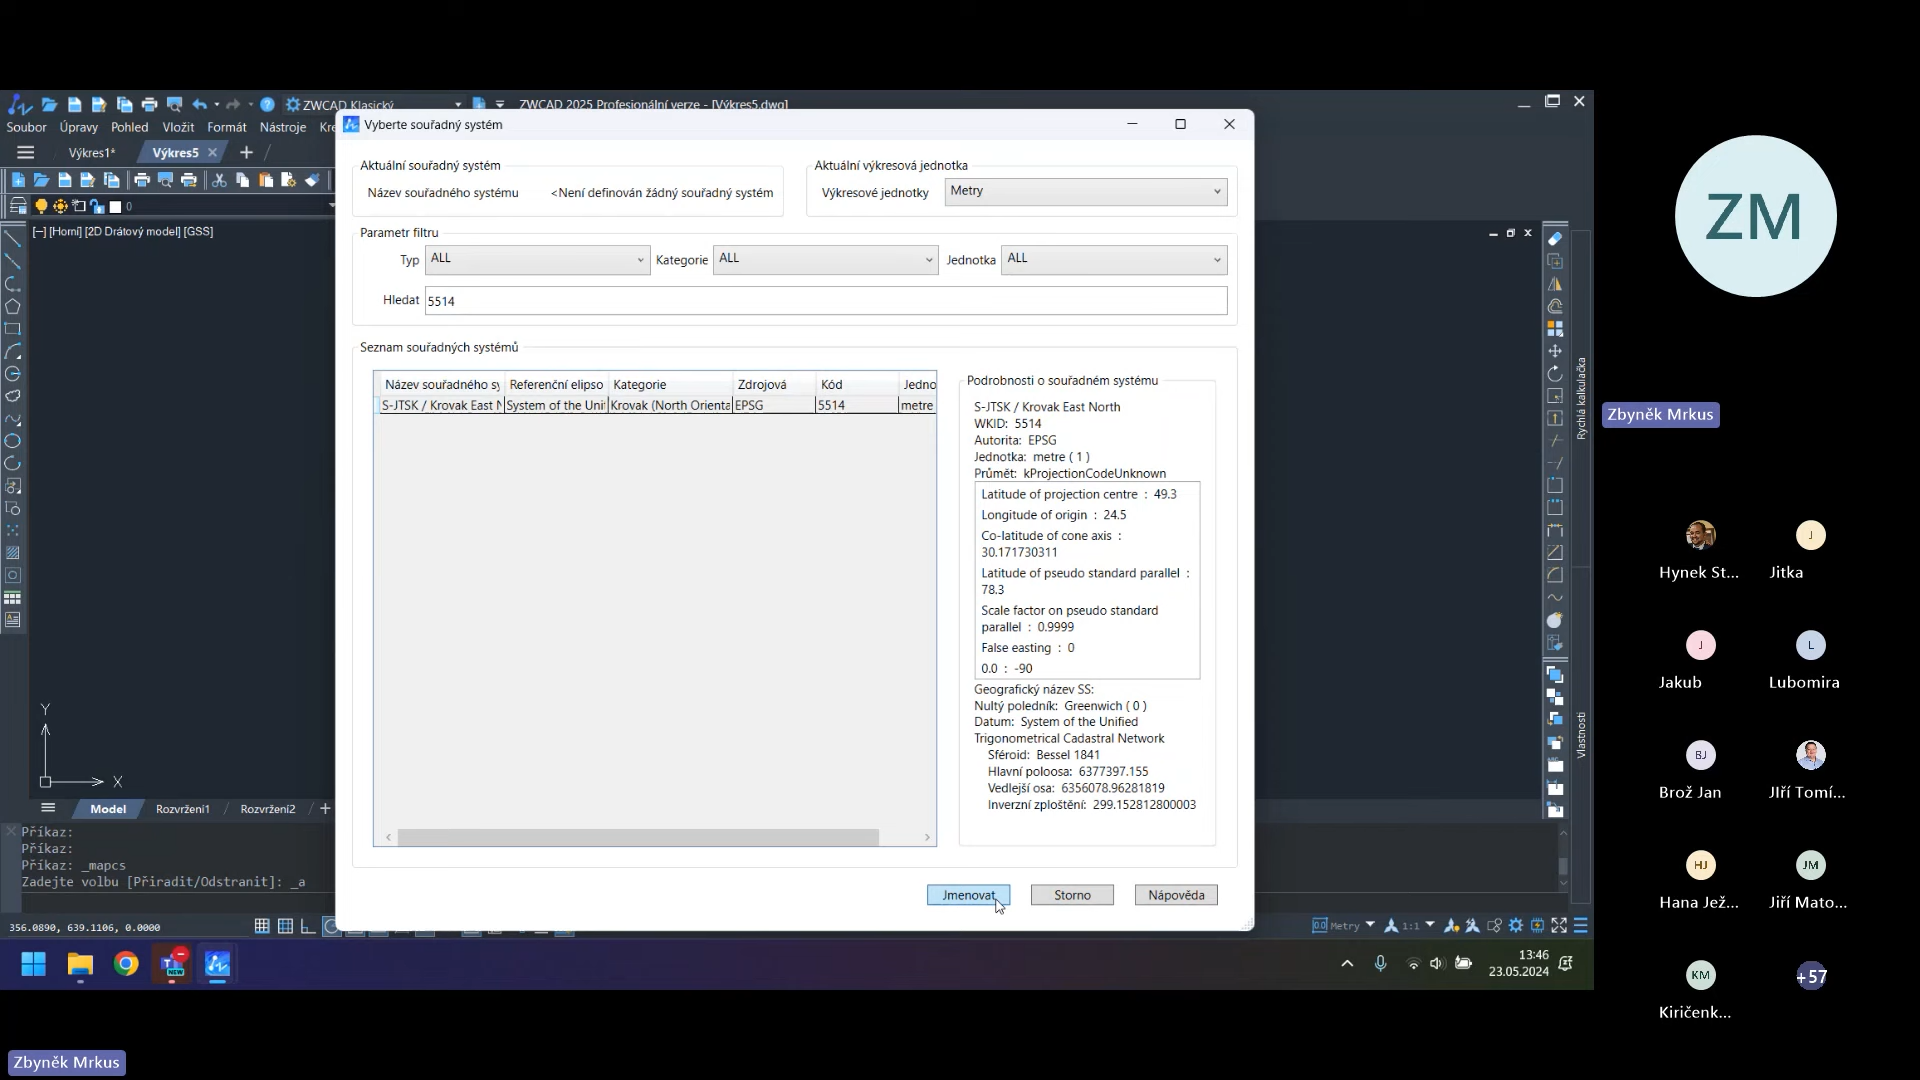 ZWCAD Klasický
ZWCAD 2025 Profesionální verze - [Výkres5.dwg]
Soubor Úpravy Pohled Vložit Formát Nástroje Kre
Výkres1* Výkres5
0
[−] [Horní] [2D Drátový model] [GSS]
Y
X
Model Rozvržení1 Rozvržení2
Příkaz:
Příkaz:
Příkaz: _mapcs
Zadejte volbu [Přiradit/Odstranit]: _a
356.0890, 639.1106, 0.0000
Vyberte souřadný systém
Aktuální souřadný systém
Název souřadného systému <Není definován žádný souřadný systém
Aktuální výkresová jednotka
Výkresové jednotky Metry
Parametr filtru
Typ ALL Kategorie ALL Jednotka ALL
Hledat 5514
Seznam souřadných systémů
Název souřadného sy Referenční elipso Kategorie Zdrojová Kód Jedno
S-JTSK / Krovak East N System of the Uni Krovak (North Orienta EPSG 5514 metre
Podrobnosti o souřadném systému
S-JTSK / Krovak East North
WKID: 5514
Autorita: EPSG
Jednotka: metre ( 1 )
Průmět: kProjectionCodeUnknown
Latitude of projection centre : 49.3
Longitude of origin : 24.5
Co-latitude of cone axis :
30.171730311
Latitude of pseudo standard parallel :
78.3
Scale factor on pseudo standard
parallel : 0.9999
False easting : 0
0.0 : -90
Geografický název SS:
Nultý poledník: Greenwich ( 0 )
Datum: System of the Unified
Trigonometrical Cadastral Network
Sféroid: Bessel 1841
Hlavní poloosa: 6377397.155
Vedlejší osa: 6356078.96281819
Inverzní zploštění: 299.152812800003
Jmenovat Storno Nápověda
Rychlá kalkulačka
Vlastnosti
Metry 1:1
NEW
13:46
23.05.2024
ZM
Zbyněk Mrkus
J
Hynek St... Jitka
J L
Jakub Lubomira
BJ
Brož Jan JIří Tomí...
HJ JM
Hana Jež... Jiří Mato...
KM +57
Kiričenk...
Zbyněk Mrkus